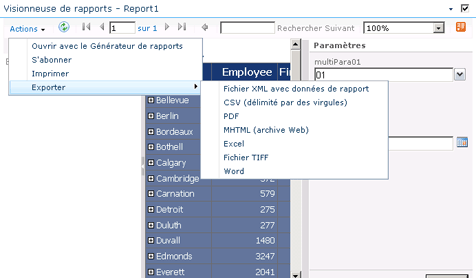 Visionneuse de rapports - Report1
Actions 1 sur 1 Rechercher Suivant 100%
Ouvrir avec le Générateur de rapports
S'abonner
Imprimer
Exporter
Fichier XML avec données de rapport
CSV (délimité par des virgules)
PDF
MHTML (archive Web)
Excel
Fichier TIFF
Word
Employee
Bellevue
Berlin
Bordeaux
Bothell
Calgary
Cambridge
Carnation 579
Detroit 275
Duluth 277
Duvall 1480
Edmonds 3247
Everett 2041
Paramètres
multiPara01
01